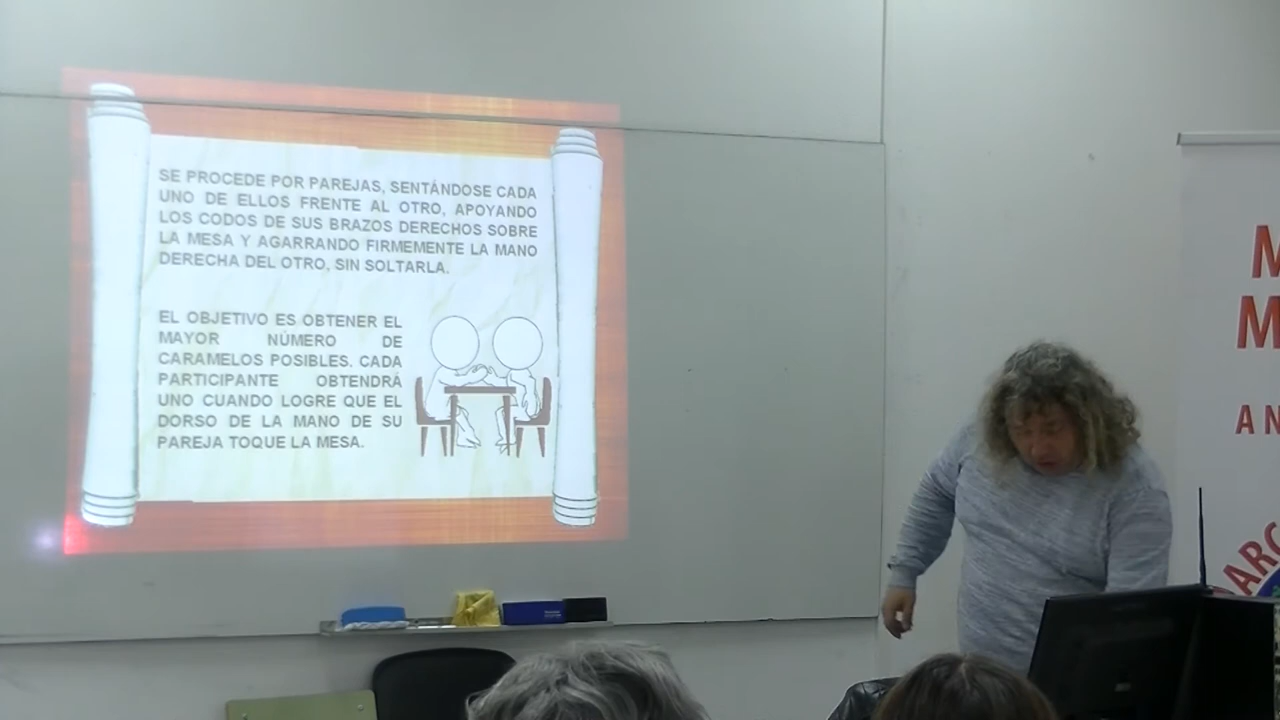 SE PROCEDE POR PAREJAS, SENTÁNDOSE CADA
UNO DE ELLOS FRENTE AL OTRO, APOYANDO
LOS CODOS DE SUS BRAZOS DERECHOS SOBRE
LA MESA Y AGARRANDO FIRMEMENTE LA MANO
DERECHA DEL OTRO, SIN SOLTARLA.
EL OBJETIVO ES OBTENER EL
MAYOR NÚMERO DE
CARAMELOS POSIBLES. CADA
PARTICIPANTE OBTENDRÁ
UNO CUANDO LOGRE QUE EL
DORSO DE LA MANO DE SU
PAREJA TOQUE LA MESA.
M
M
AN